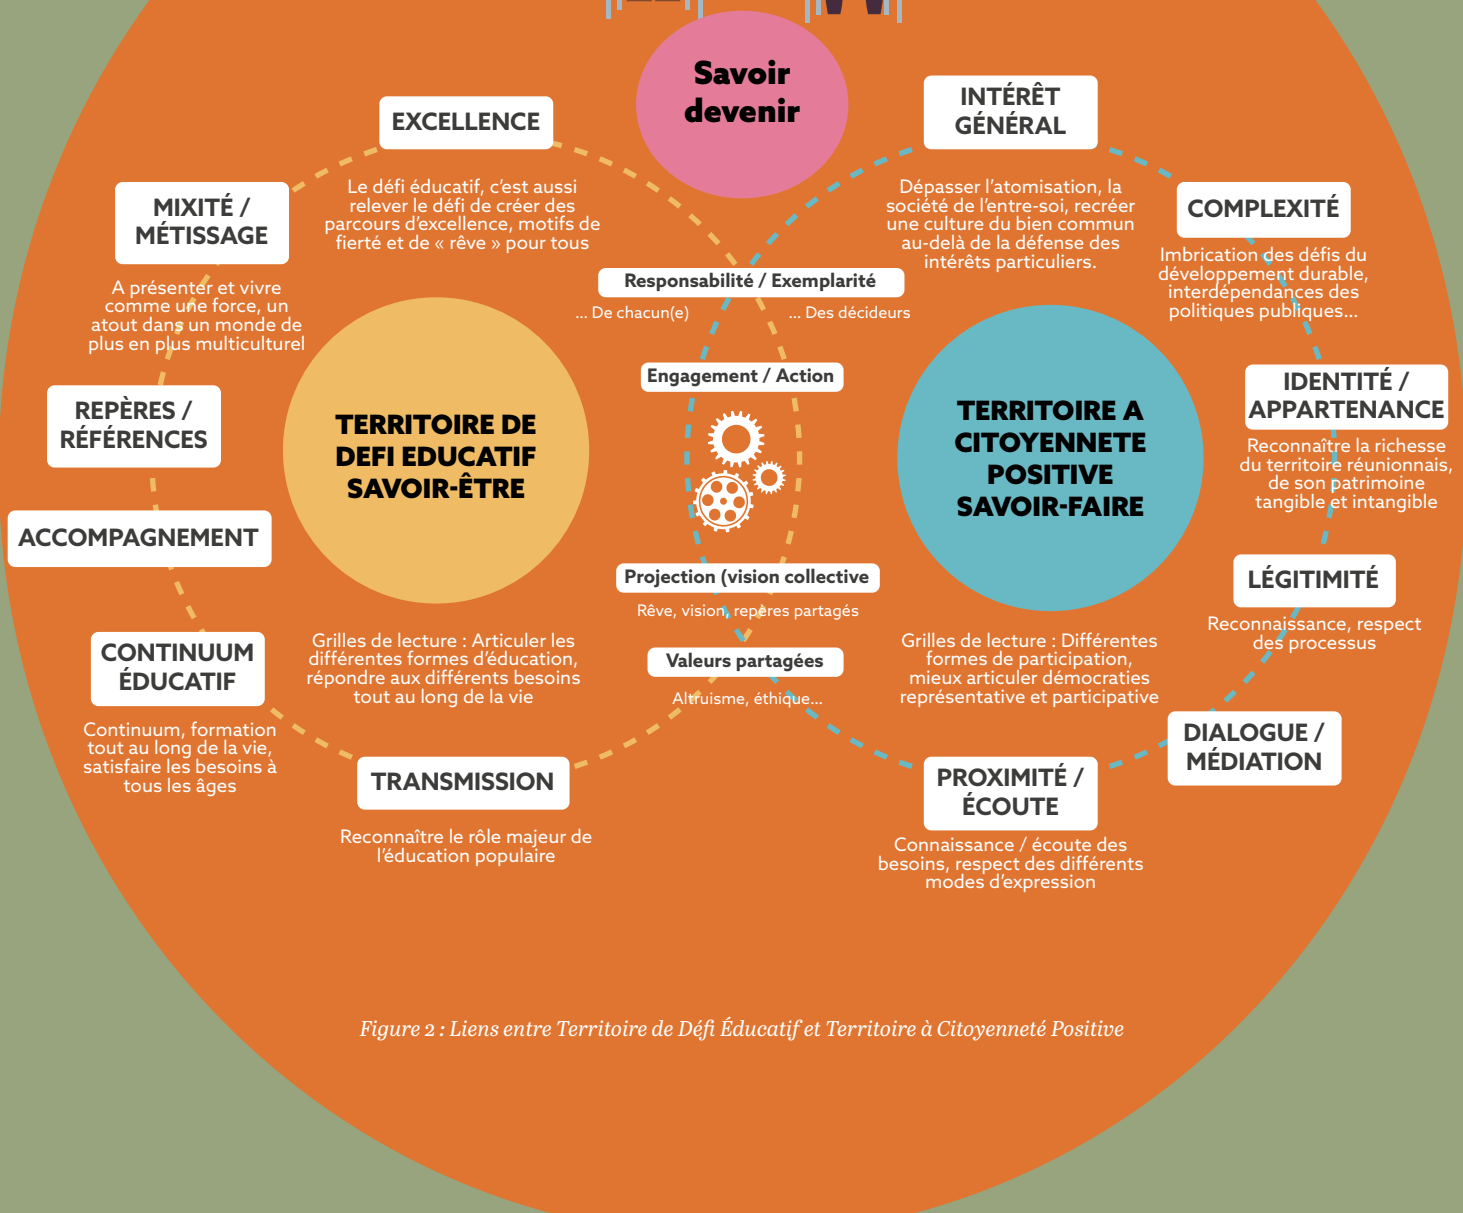 Savoir
devenir
EXCELLENCE
Le défi éducatif, c'est aussi
relever le défi de créer des
parcours d'excellence, motifs de
fierté et de « rêve » pour tous
MIXITÉ /
MÉTISSAGE
A présenter et vivre
comme une force, un
atout dans un monde de
plus en plus multiculturel
REPÈRES /
RÉFÉRENCES
ACCOMPAGNEMENT
CONTINUUM
ÉDUCATIF
Continuum, formation
tout au long de la vie,
satisfaire les besoins à
tous les âges
TRANSMISSION
Reconnaître le rôle majeur de
l'éducation populaire
TERRITOIRE DE
DEFI EDUCATIF
SAVOIR-ÊTRE
Grilles de lecture : Articuler les
différentes formes d'éducation,
répondre aux différents besoins
tout au long de la vie
Responsabilité / Exemplarité
... De chacun(e)
... Des décideurs
Engagement / Action
Projection (vision collective
Rêve, vision, repères partagés
Valeurs partagées
Altruisme, éthique...
INTÉRÊT
GÉNÉRAL
Dépasser l'atomisation, la
société de l'entre-soi, recréer
une culture du bien commun
au-delà de la défense des
intérêts particuliers.
COMPLEXITÉ
Imbrication des défis du
développement durable,
interdépendances des
politiques publiques...
TERRITOIRE A
CITOYENNETE
POSITIVE
SAVOIR-FAIRE
IDENTITÉ /
APPARTENANCE
Reconnaître la richesse
du territoire réunionnais,
de son patrimoine
tangible et intangible
LÉGITIMITÉ
Reconnaissance, respect
des processus
Grilles de lecture : Différentes
formes de participation,
mieux articuler démocraties
représentative et participative
DIALOGUE /
MÉDIATION
PROXIMITÉ /
ÉCOUTE
Connaissance / écoute des
besoins, respect des différents
modes d'expression
Figure 2 : Liens entre Territoire de Défi Éducatif et Territoire à Citoyenneté Positive